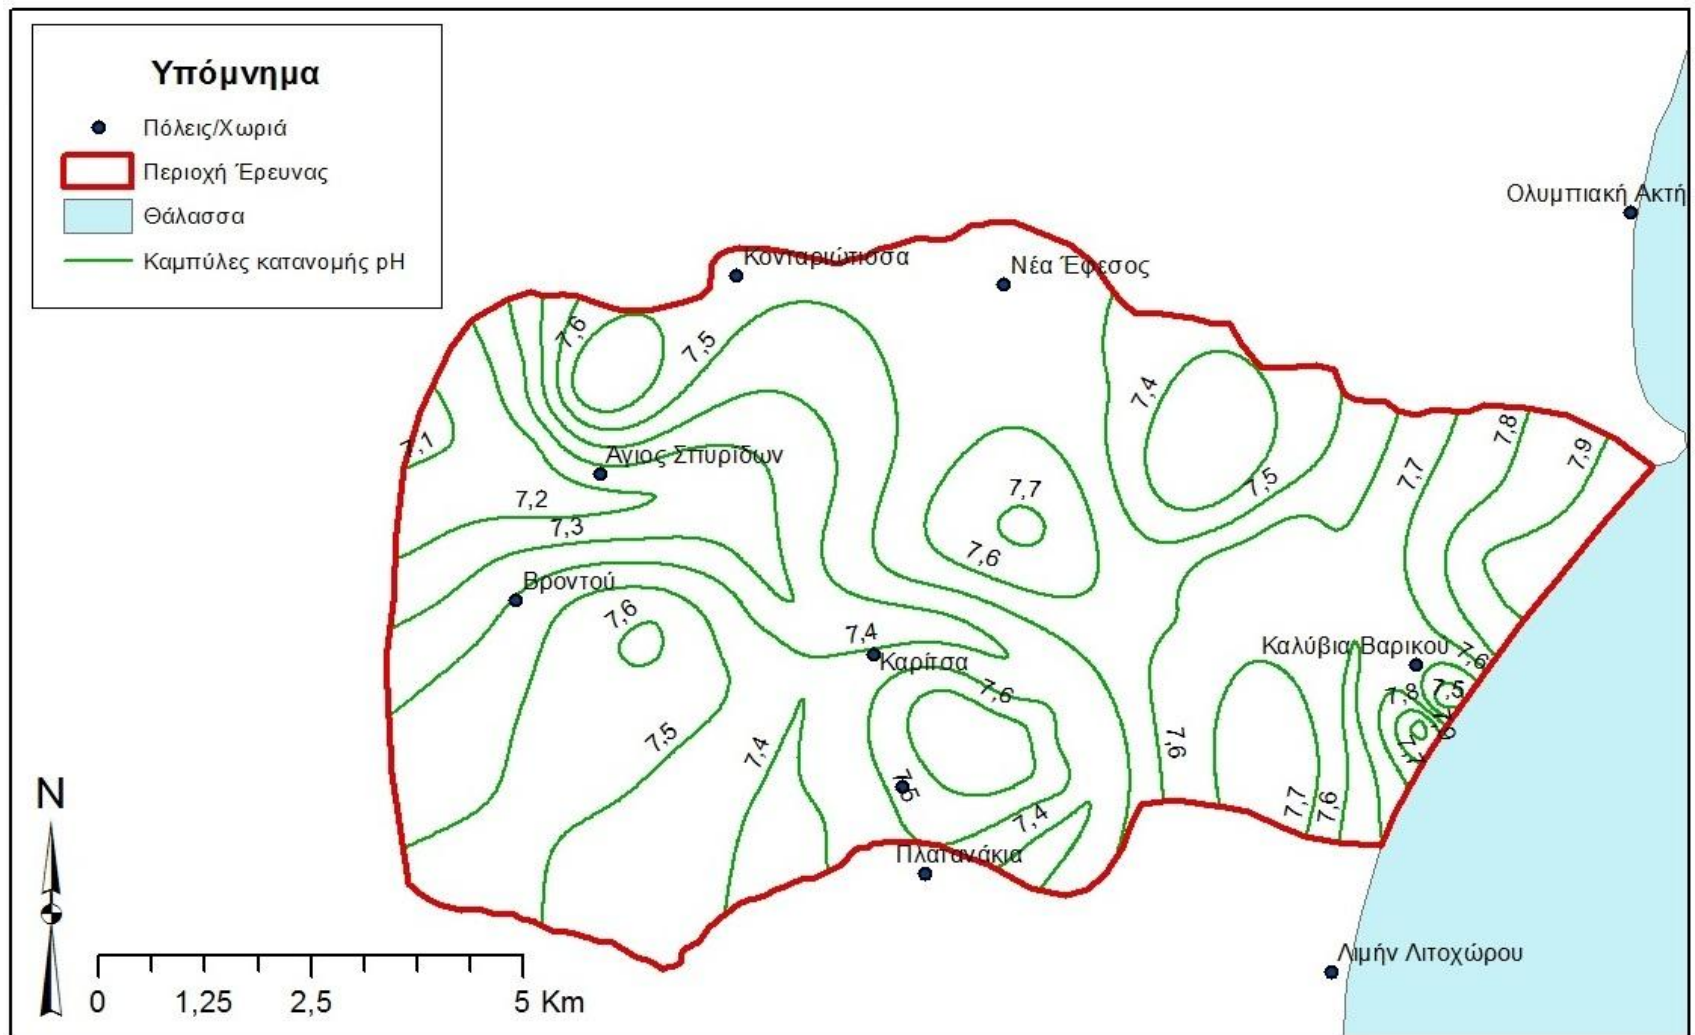 Υπόμνημα
Πόλεις/Χωριά
Περιοχή Έρευνας
Θάλασσα
Καμπύλες κατανομής pH
Ολυμπιακή Ακτή
Κονταριώτισσα
Νέα Έφεσος
7,6
7,5
7,4
7,1
7,8
7,9
7,7
Άγιος Σπυρίδων
7,5
7,7
7,2
7,3
7,6
Βροντού
7,6
7,4
Καρίτσα
Καλύβια Βαρικού
7,6
7,6
7,8
7,5
7,5
7,4
7,6
7,5
7,7
7,6
7,4
Πλατανάκια
Λιμήν Λιτοχώρου
N
0 1,25 2,5 5 Km